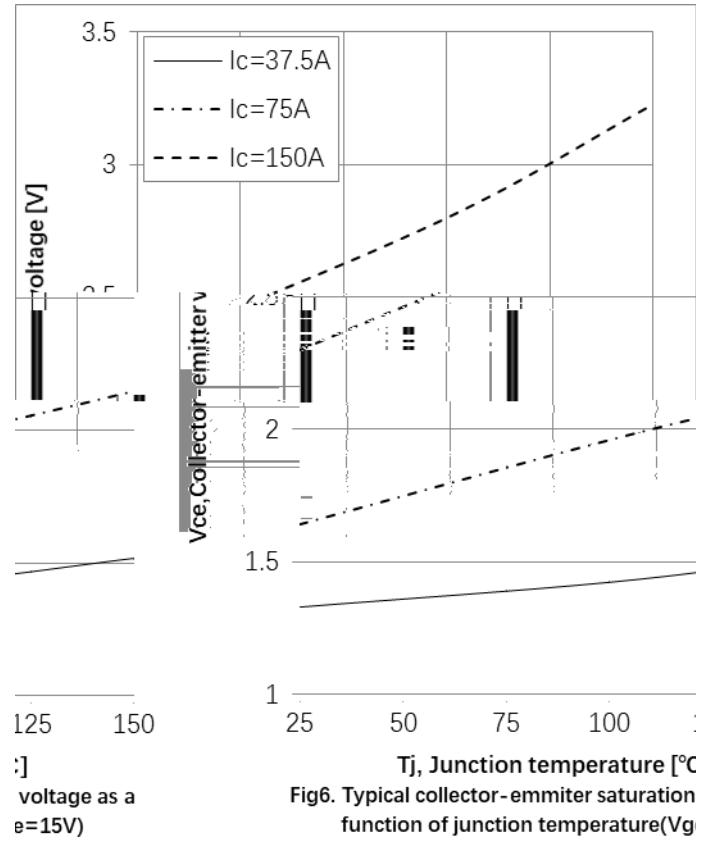 3.5
Ic=37.5A
Ic=75A
Ic=150A
3
oltage [V]
Vce,Collector-emitter v
2
1.5
1
125 150
25 50 75 100
Tj, Junction temperature [°C
voltage as a
Fig6. Typical collector-emmiter saturation
e=15V)
function of junction temperature(Vg